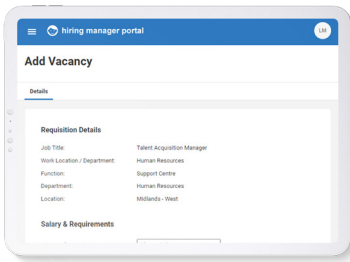 hiring manager portal
LM
Add Vacancy
Details
Requisition Details
Job Title: Talent Acquisition Manager
Work Location / Department Human Resources
Function: Support Centre
Department: Human Resources
Location: Midlands - West
Salary & Requirements